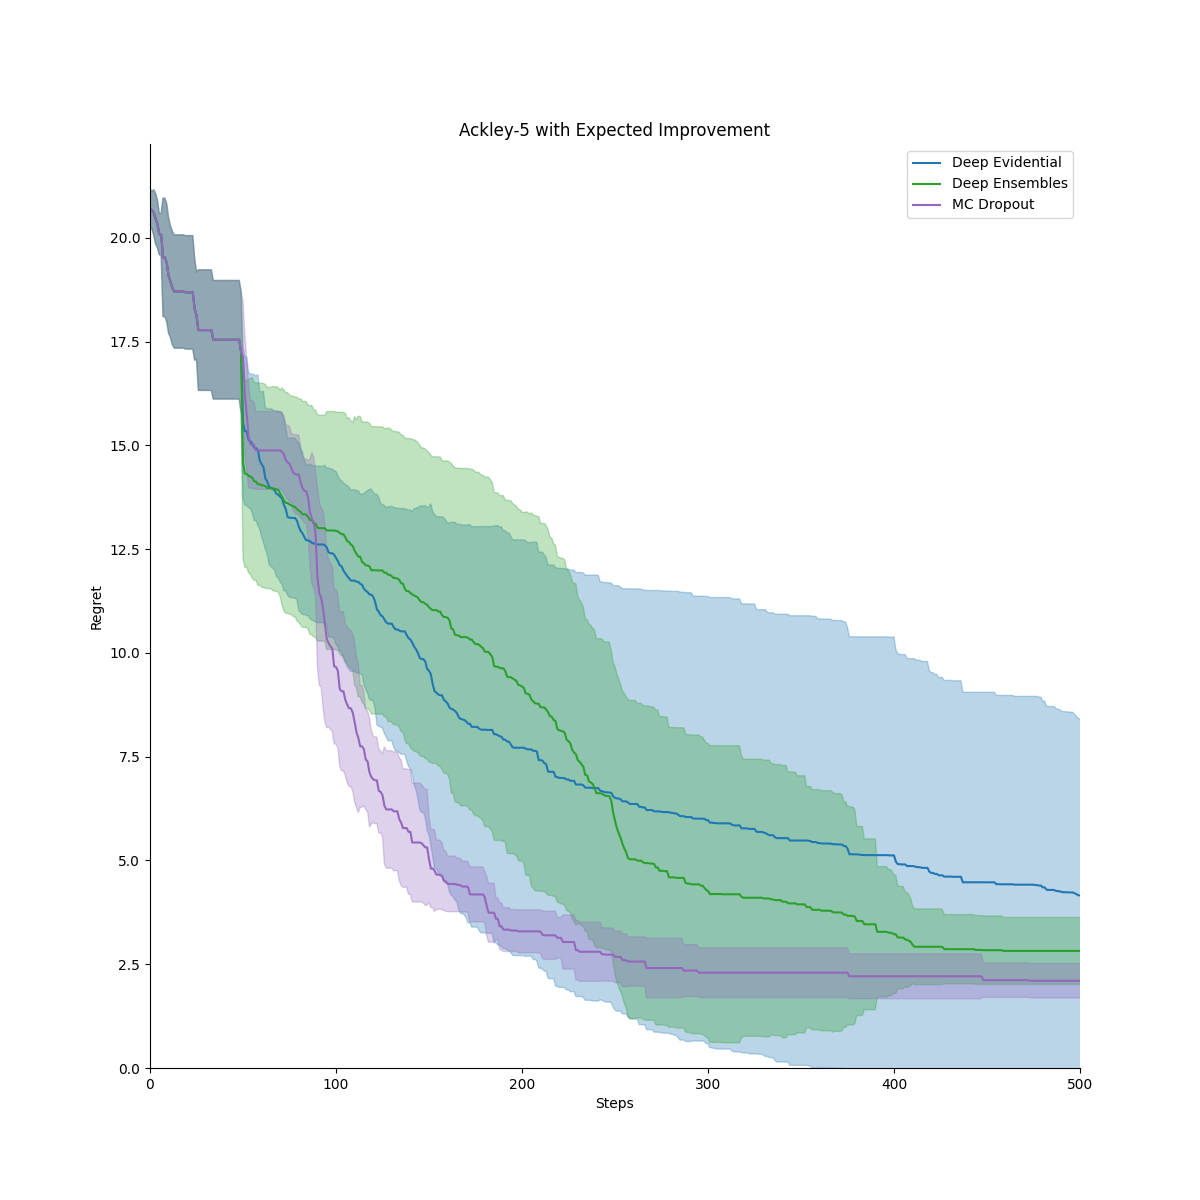 Ackley-5 with Expected Improvement
Deep Evidential
Deep Ensembles
MC Dropout
20.0
17.5
15.0
12.5
10.0
7.5
5.0
2.5
0.0
Regret
0 100 200 300 400 500
Steps